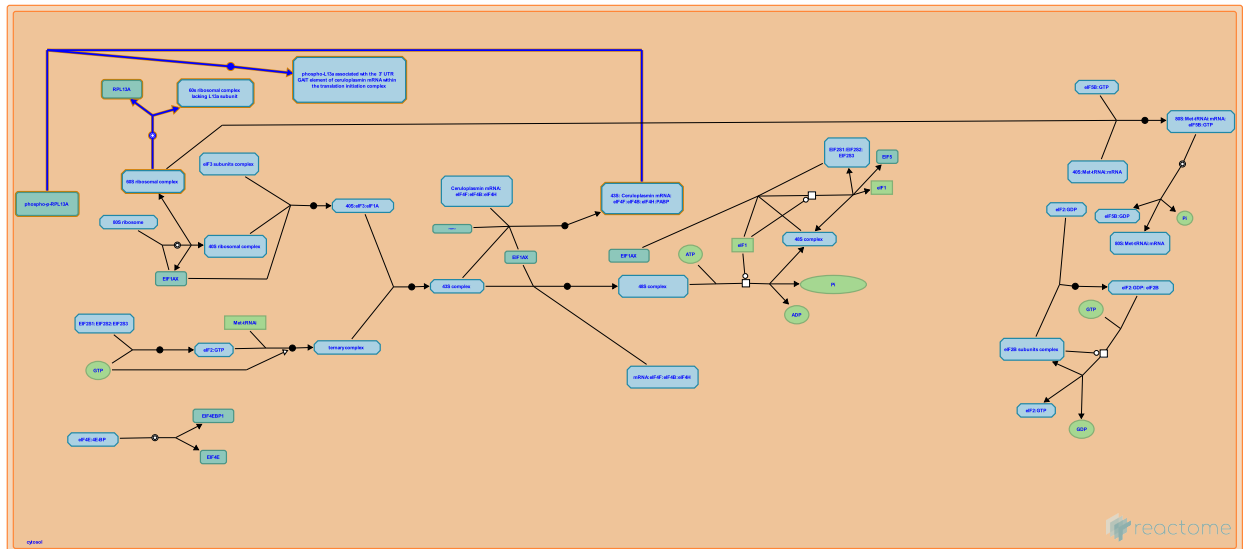 phospho-L13a associated wth the 3' UTR
GAIT element of ceruloplasmin mRNA within
the translation initiation complex
RPL13A
60s ribosomal complex
lacking L13a subunit
eIF5B:GTP
80S:Met-tRNAi:mRNA:
eIF5B:GTP
eIF3 subunits complex
EIF2S1:EIF2S2:
EIF2S3
EIF5
40S:Met-tRNAi:mRNA
60S ribosomal complex
Ceruloplasmin mRNA:
eIF4F:eIF4B:eIF4H
43S: Ceruloplasmin mRNA:
eIF4F:eIF4B:eIF4H:PABP
eIF1
phospho-p-RPL13A
40S:eIF3:eIF1A
eIF2:GDP
eIF5B:GDP
Pi
80S ribosome
40S ribosomal complex
EIF1AX
EIF1AX
EIF1AX
eIF1
48S complex
80S:Met-tRNAi:mRNA
ATP
43S complex
48S complex
Pi
ADP
eIF2:GDP: eIF2B
GTP
EIF2S1:EIF2S2:EIF2S3
Met-tRNAi
eIF2:GTP
ternary complex
GTP
mRNA:eIF4F:eIF4B:eIF4H
eIF2B subunits complex
eIF2:GTP
GDP
EIF4EBP1
eIF4E:4E-BP
EIF4E
cytosol
reactome